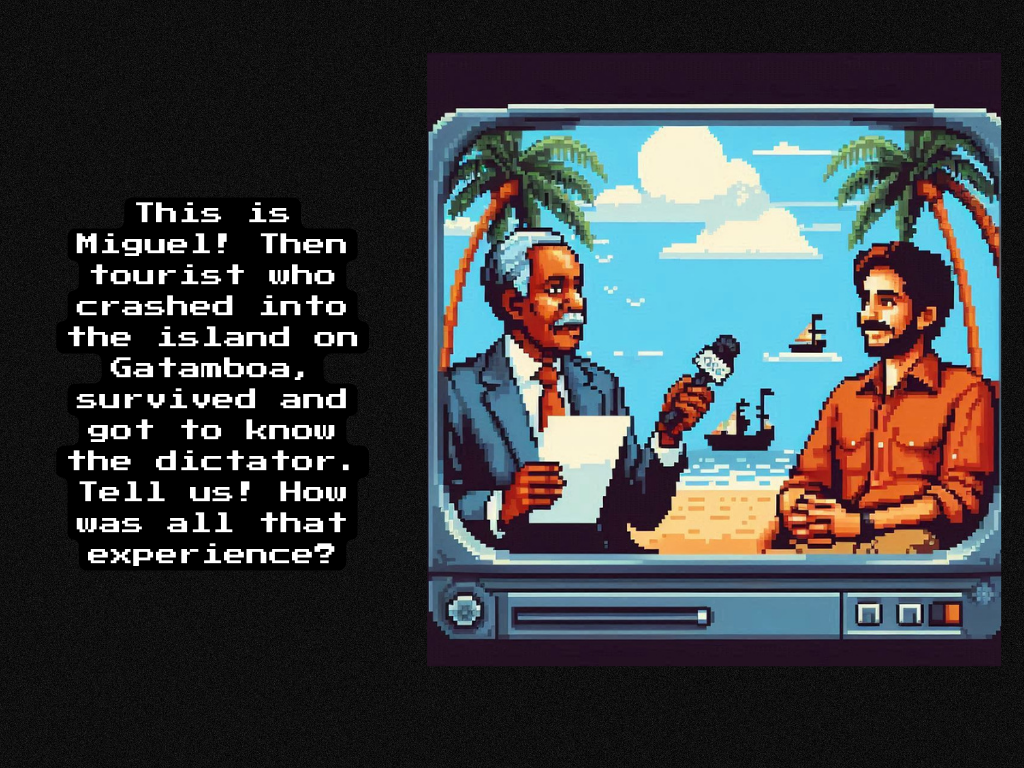 This is
Miguel! Then
tourist who
crashed into
the island on
Gatamboa,
survived and
got to know
the dictator.
Tell us! How
was all that
experience?